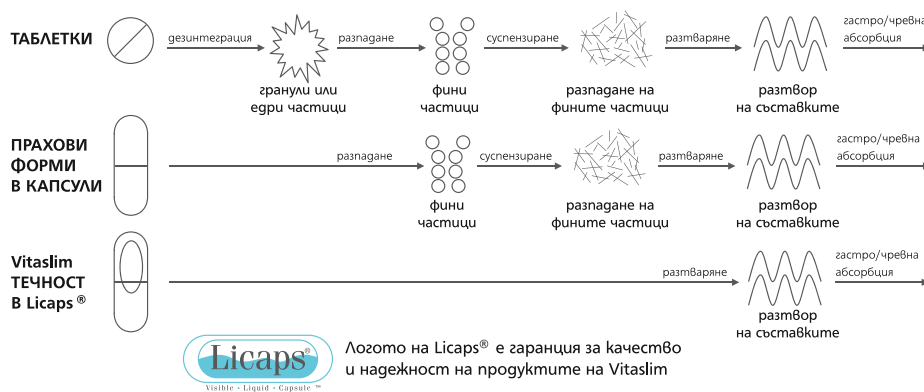 ТАБЛЕТКИ
дезинтеграция
гранули или
едри частици
разпадане
фини
частици
суспензиране
разпадане на
фините частици
разтваряне
разтвор
на съставките
гастро/чревна
абсорбция
ПРАХОВИ
ФОРМИ
В КАПСУЛИ
разпадане
фини
частици
суспензиране
разпадане на
фините частици
разтваряне
разтвор
на съставките
гастро/чревна
абсорбция
Vitaslim
ТЕЧНОСТ
В Licaps ®
разтваряне
разтвор
на съставките
гастро/чревна
абсорбция
Licaps®
Visible • Liquid • Capsule ™
Логото на Licaps® е гаранция за качество
и надежност на продуктите на Vitaslim